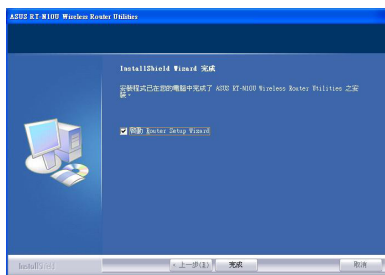 ASUS RT-N10U Wireless Router Utilities
InstallShield Wizard 完成
安裝程式已在您的電腦中完成了 ASUS RT-N10U Wireless Router Utilities 之安
裝。
啟動 Router Setup Wizard
InstallShield
< 上一步(B) 完成 取消